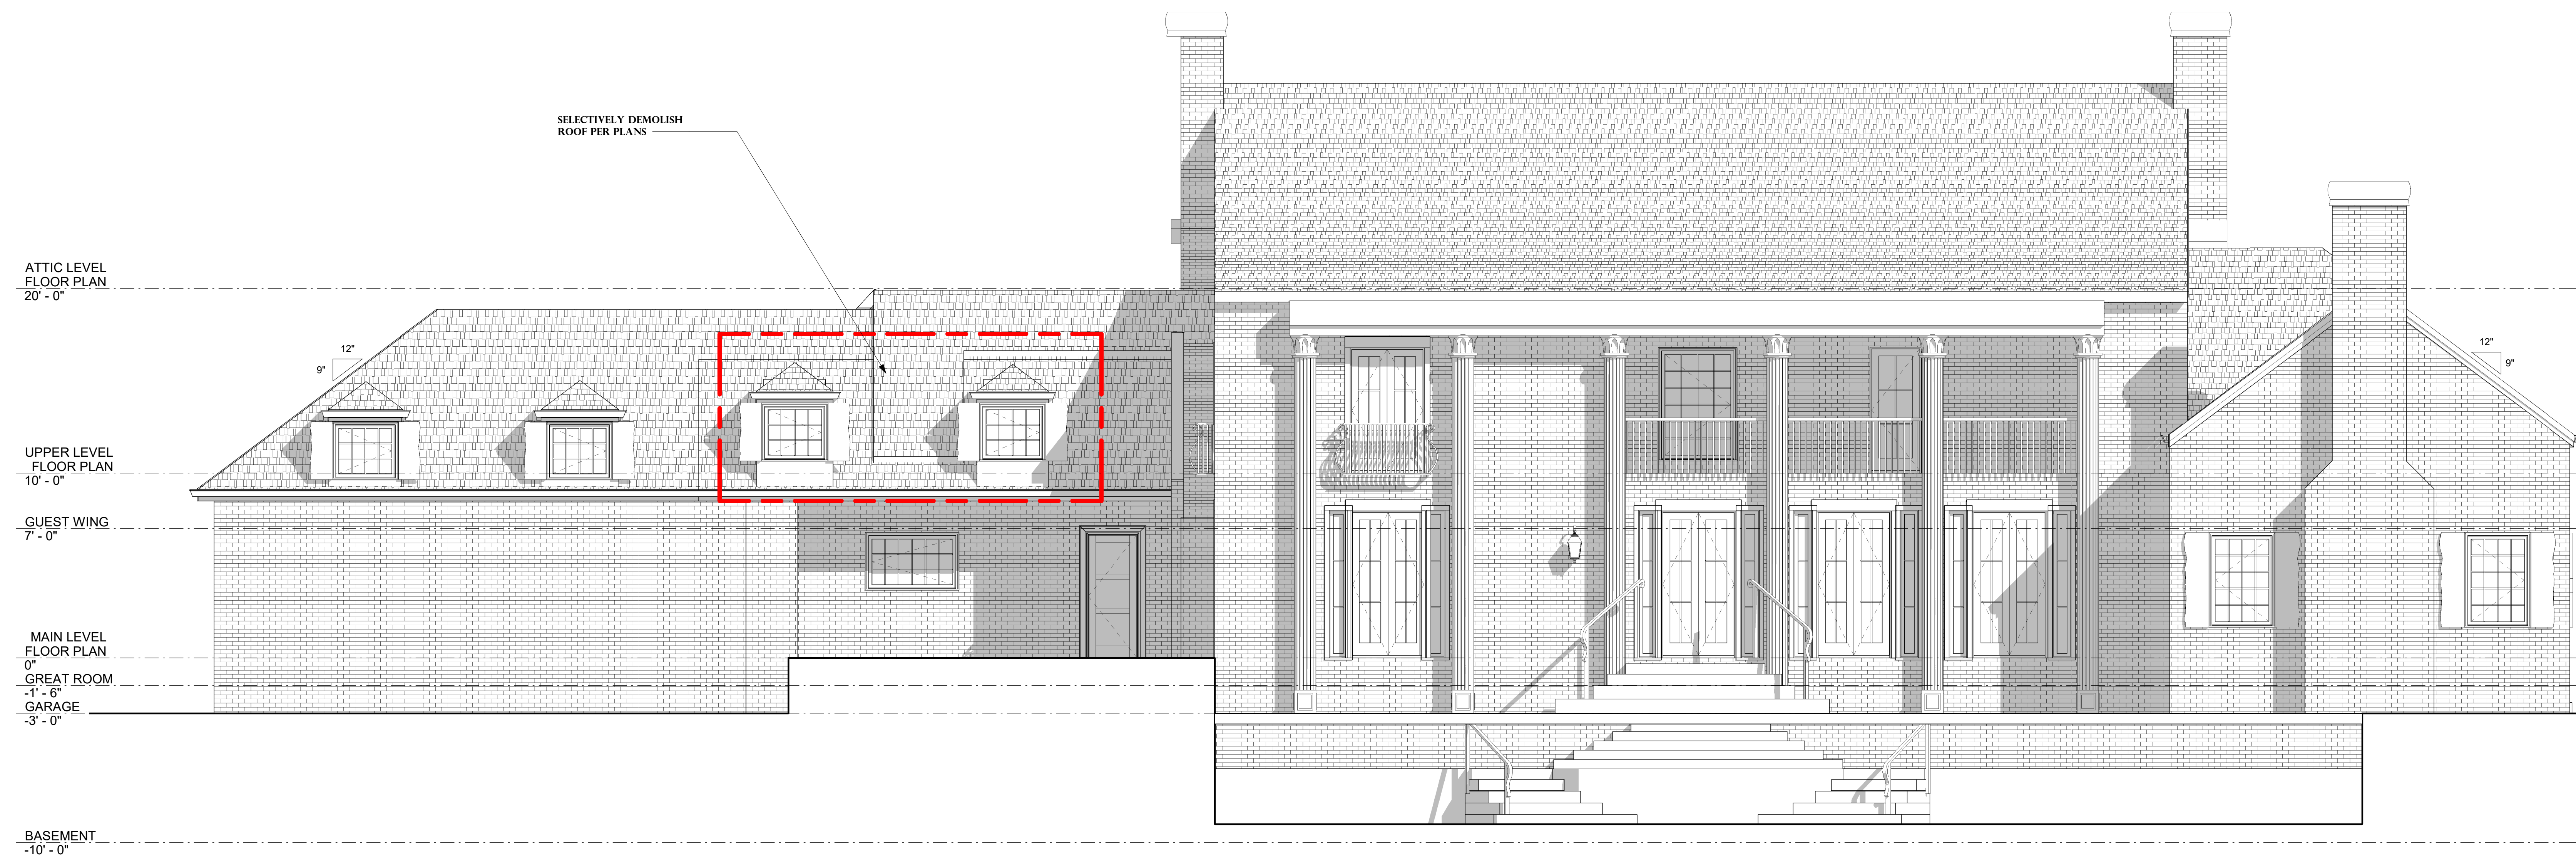 SELECTIVELY DEMOLISH
ROOF PER PLANS
ATTIC LEVEL
FLOOR PLAN
20' - 0"
12"
9"
12"
9"
UPPER LEVEL
FLOOR PLAN
10' - 0"
GUEST WING
7' - 0"
MAIN LEVEL
FLOOR PLAN
0"
GREAT ROOM
-1' - 6"
GARAGE
-3' - 0"
BASEMENT
-10' - 0"